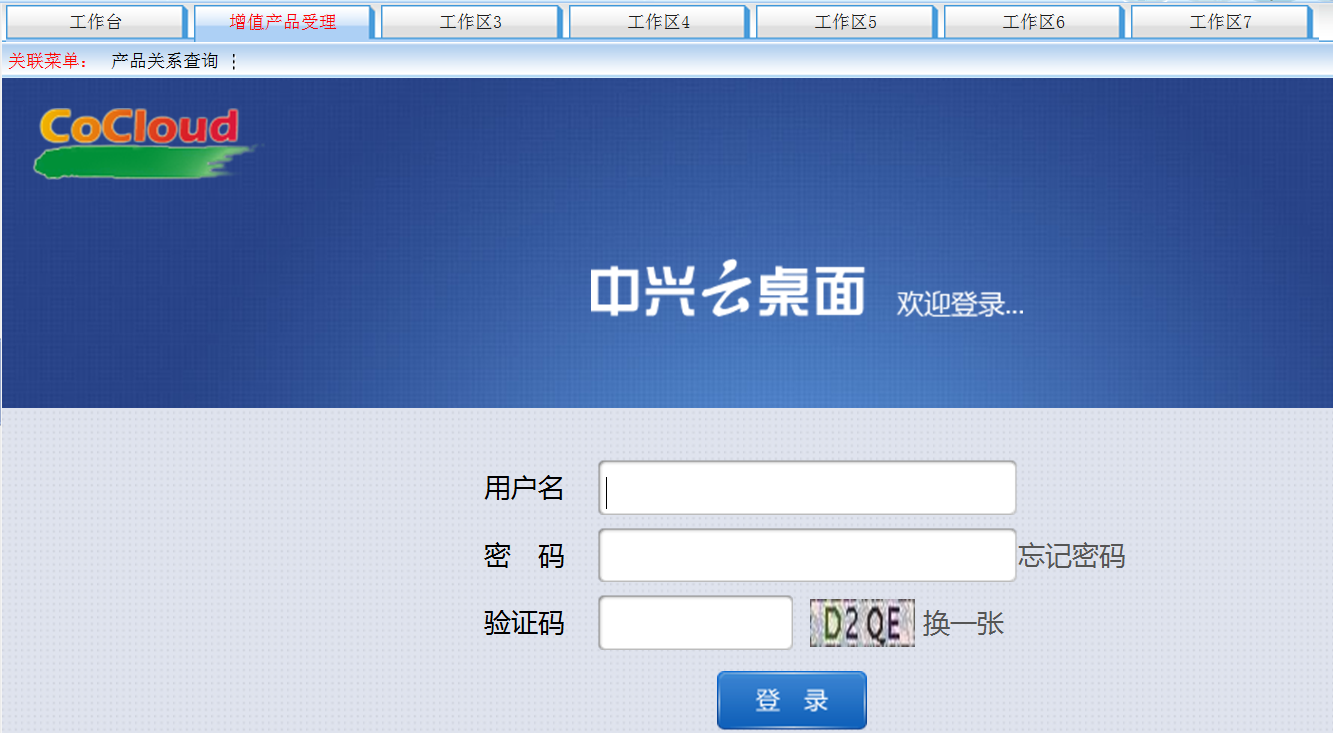 工作台 增值产品受理 工作区3 工作区4 工作区5 工作区6 工作区7
关联菜单： 产品关系查询
CoCloud
中兴云桌面 欢迎登录...
用户名
密 码 忘记密码
验证码 D2QE 换一张
登 录